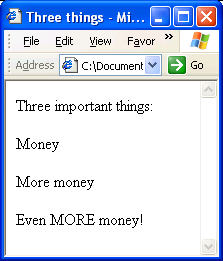 Three things - Mi...
File Edit View Favor »
Address C:\Document Go
Three important things:
Money
More money
Even MORE money!